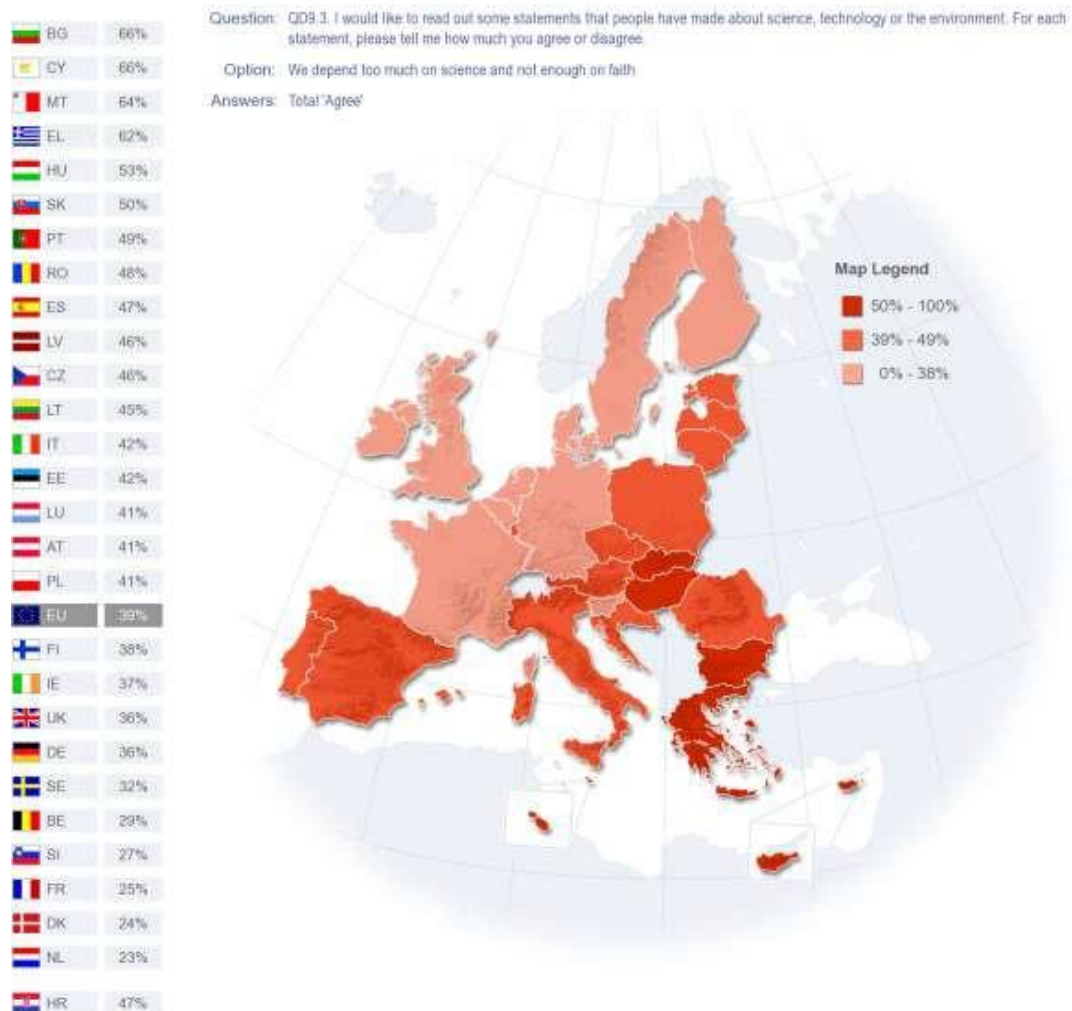 Question: QD9.3. I would like to read out some statements that people have made about science, technology or the environment. For each
statement, please tell me how much you agree or disagree.
Option: We depend too much on science and not enough on faith
Answers: Total 'Agree'
BG 66%
CY 66%
MT 64%
EL 62%
HU 53%
SK 50%
PT 49%
RO 48%
ES 47%
LV 46%
CZ 46%
LT 45%
IT 42%
EE 42%
LU 41%
AT 41%
PL 41%
EU 39%
FI 38%
IE 37%
UK 36%
DE 36%
SE 32%
BE 29%
SI 27%
FR 25%
DK 24%
NL 23%
HR 47%
Map Legend
50% - 100%
39% - 49%
0% - 38%